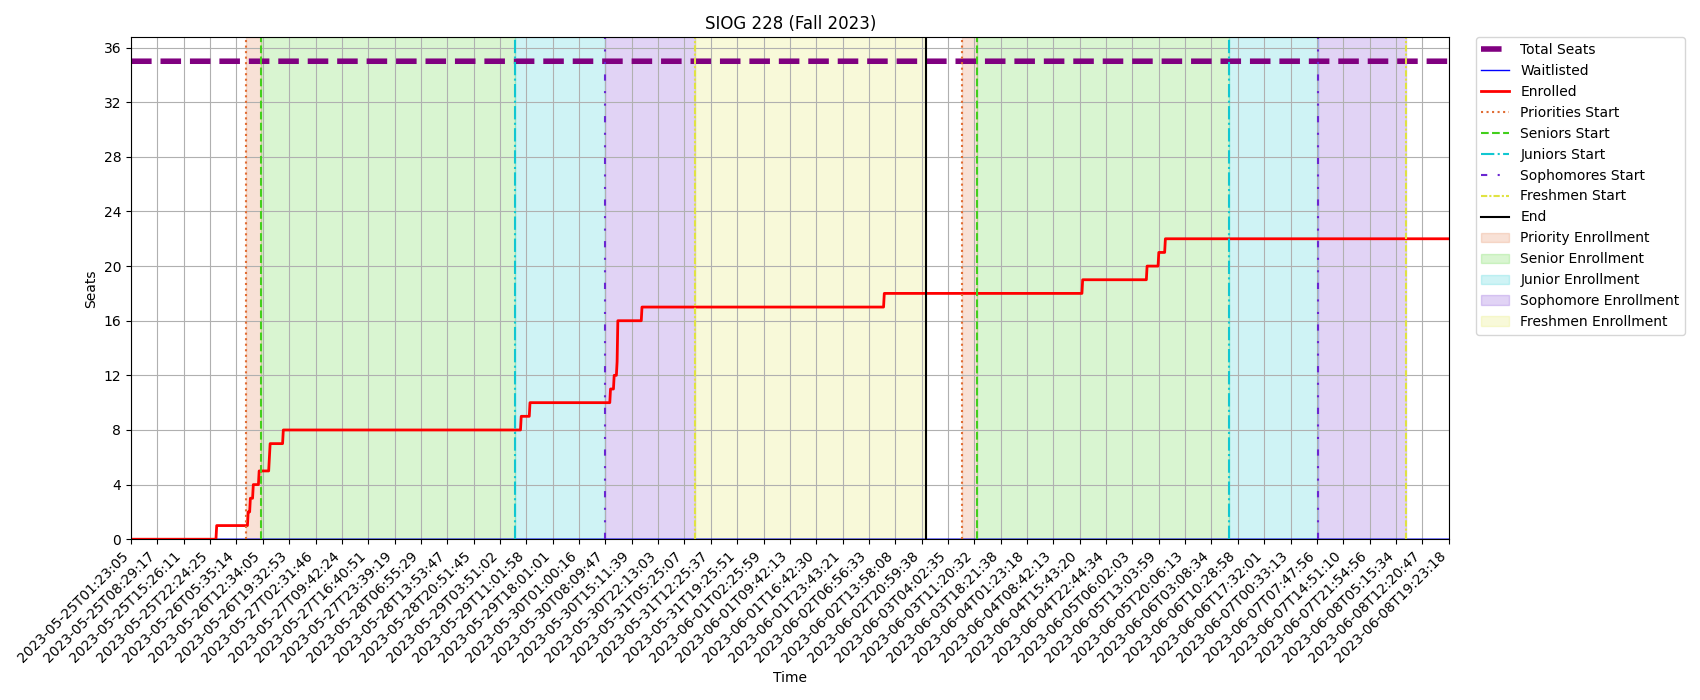 SIOG 228 (Fall 2023)
36
32
28
24
20
16
12
8
4
0
Seats
2023-05-25T01:23:05
2023-05-25T08:29:17
2023-05-25T15:26:11
2023-05-25T22:24:25
2023-05-26T05:35:14
2023-05-26T12:34:05
2023-05-26T19:32:53
2023-05-27T02:31:46
2023-05-27T09:42:24
2023-05-27T16:40:51
2023-05-27T23:39:19
2023-05-28T06:55:29
2023-05-28T13:53:47
2023-05-28T20:51:45
2023-05-29T03:51:02
2023-05-29T11:01:58
2023-05-29T18:01:01
2023-05-30T01:00:16
2023-05-30T08:09:47
2023-05-30T15:11:39
2023-05-30T22:13:03
2023-05-31T05:25:07
2023-05-31T12:25:37
2023-05-31T19:25:51
2023-06-01T02:25:59
2023-06-01T09:42:13
2023-06-01T16:42:30
2023-06-01T23:43:21
2023-06-02T06:56:33
2023-06-02T13:58:08
2023-06-02T20:59:38
2023-06-03T04:02:35
2023-06-03T11:20:32
2023-06-03T18:21:38
2023-06-04T01:23:18
2023-06-04T08:42:13
2023-06-04T15:43:20
2023-06-04T22:44:34
2023-06-05T06:02:03
2023-06-05T13:03:59
2023-06-05T20:06:13
2023-06-06T03:08:34
2023-06-06T10:28:58
2023-06-06T17:32:01
2023-06-07T00:33:13
2023-06-07T07:47:56
2023-06-07T14:51:10
2023-06-07T21:54:56
2023-06-08T05:15:34
2023-06-08T12:20:47
2023-06-08T19:23:18
Time
Total Seats
Waitlisted
Enrolled
Priorities Start
Seniors Start
Juniors Start
Sophomores Start
Freshmen Start
End
Priority Enrollment
Senior Enrollment
Junior Enrollment
Sophomore Enrollment
Freshmen Enrollment